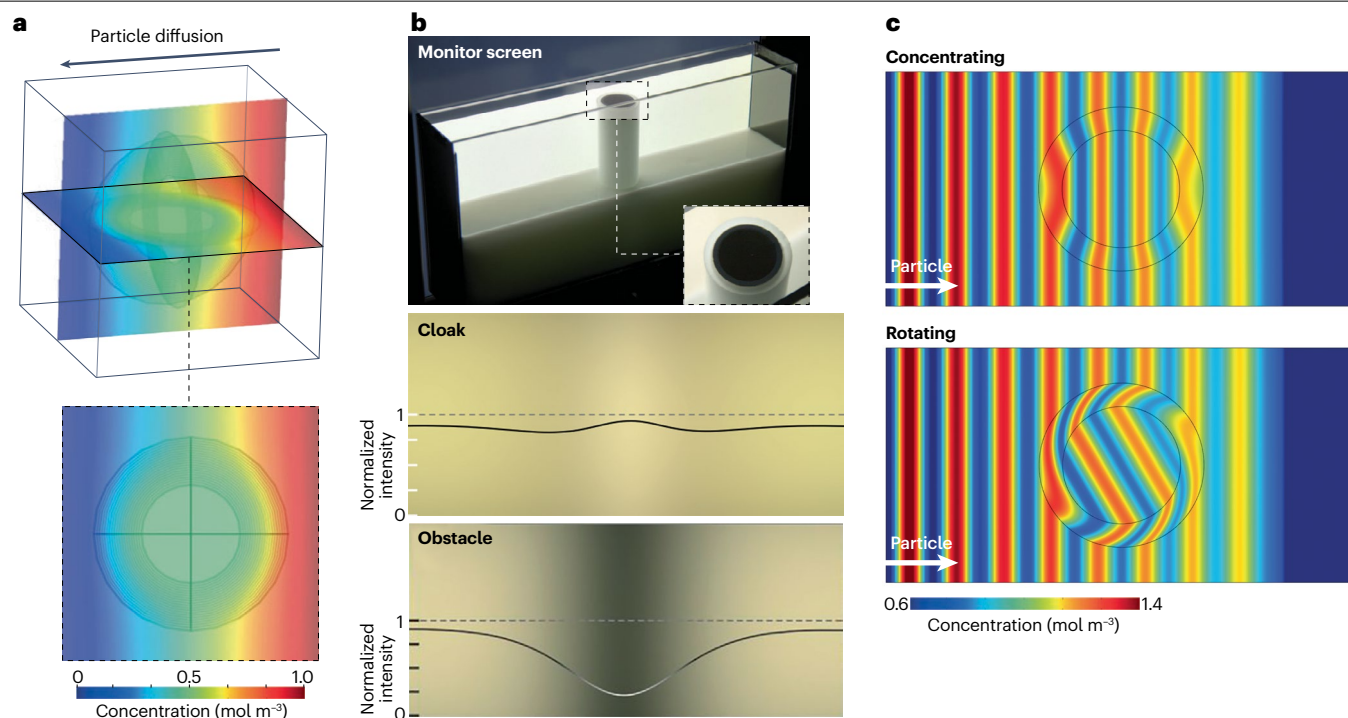 a
Particle diffusion
0
0.5
1.0
Concentration (mol m⁻³)
b
Monitor screen
Cloak
1
Normalized
intensity
0
Obstacle
1
Normalized
intensity
0
c
Concentrating
Particle
Rotating
Particle
0.6
1.4
Concentration (mol m⁻³)